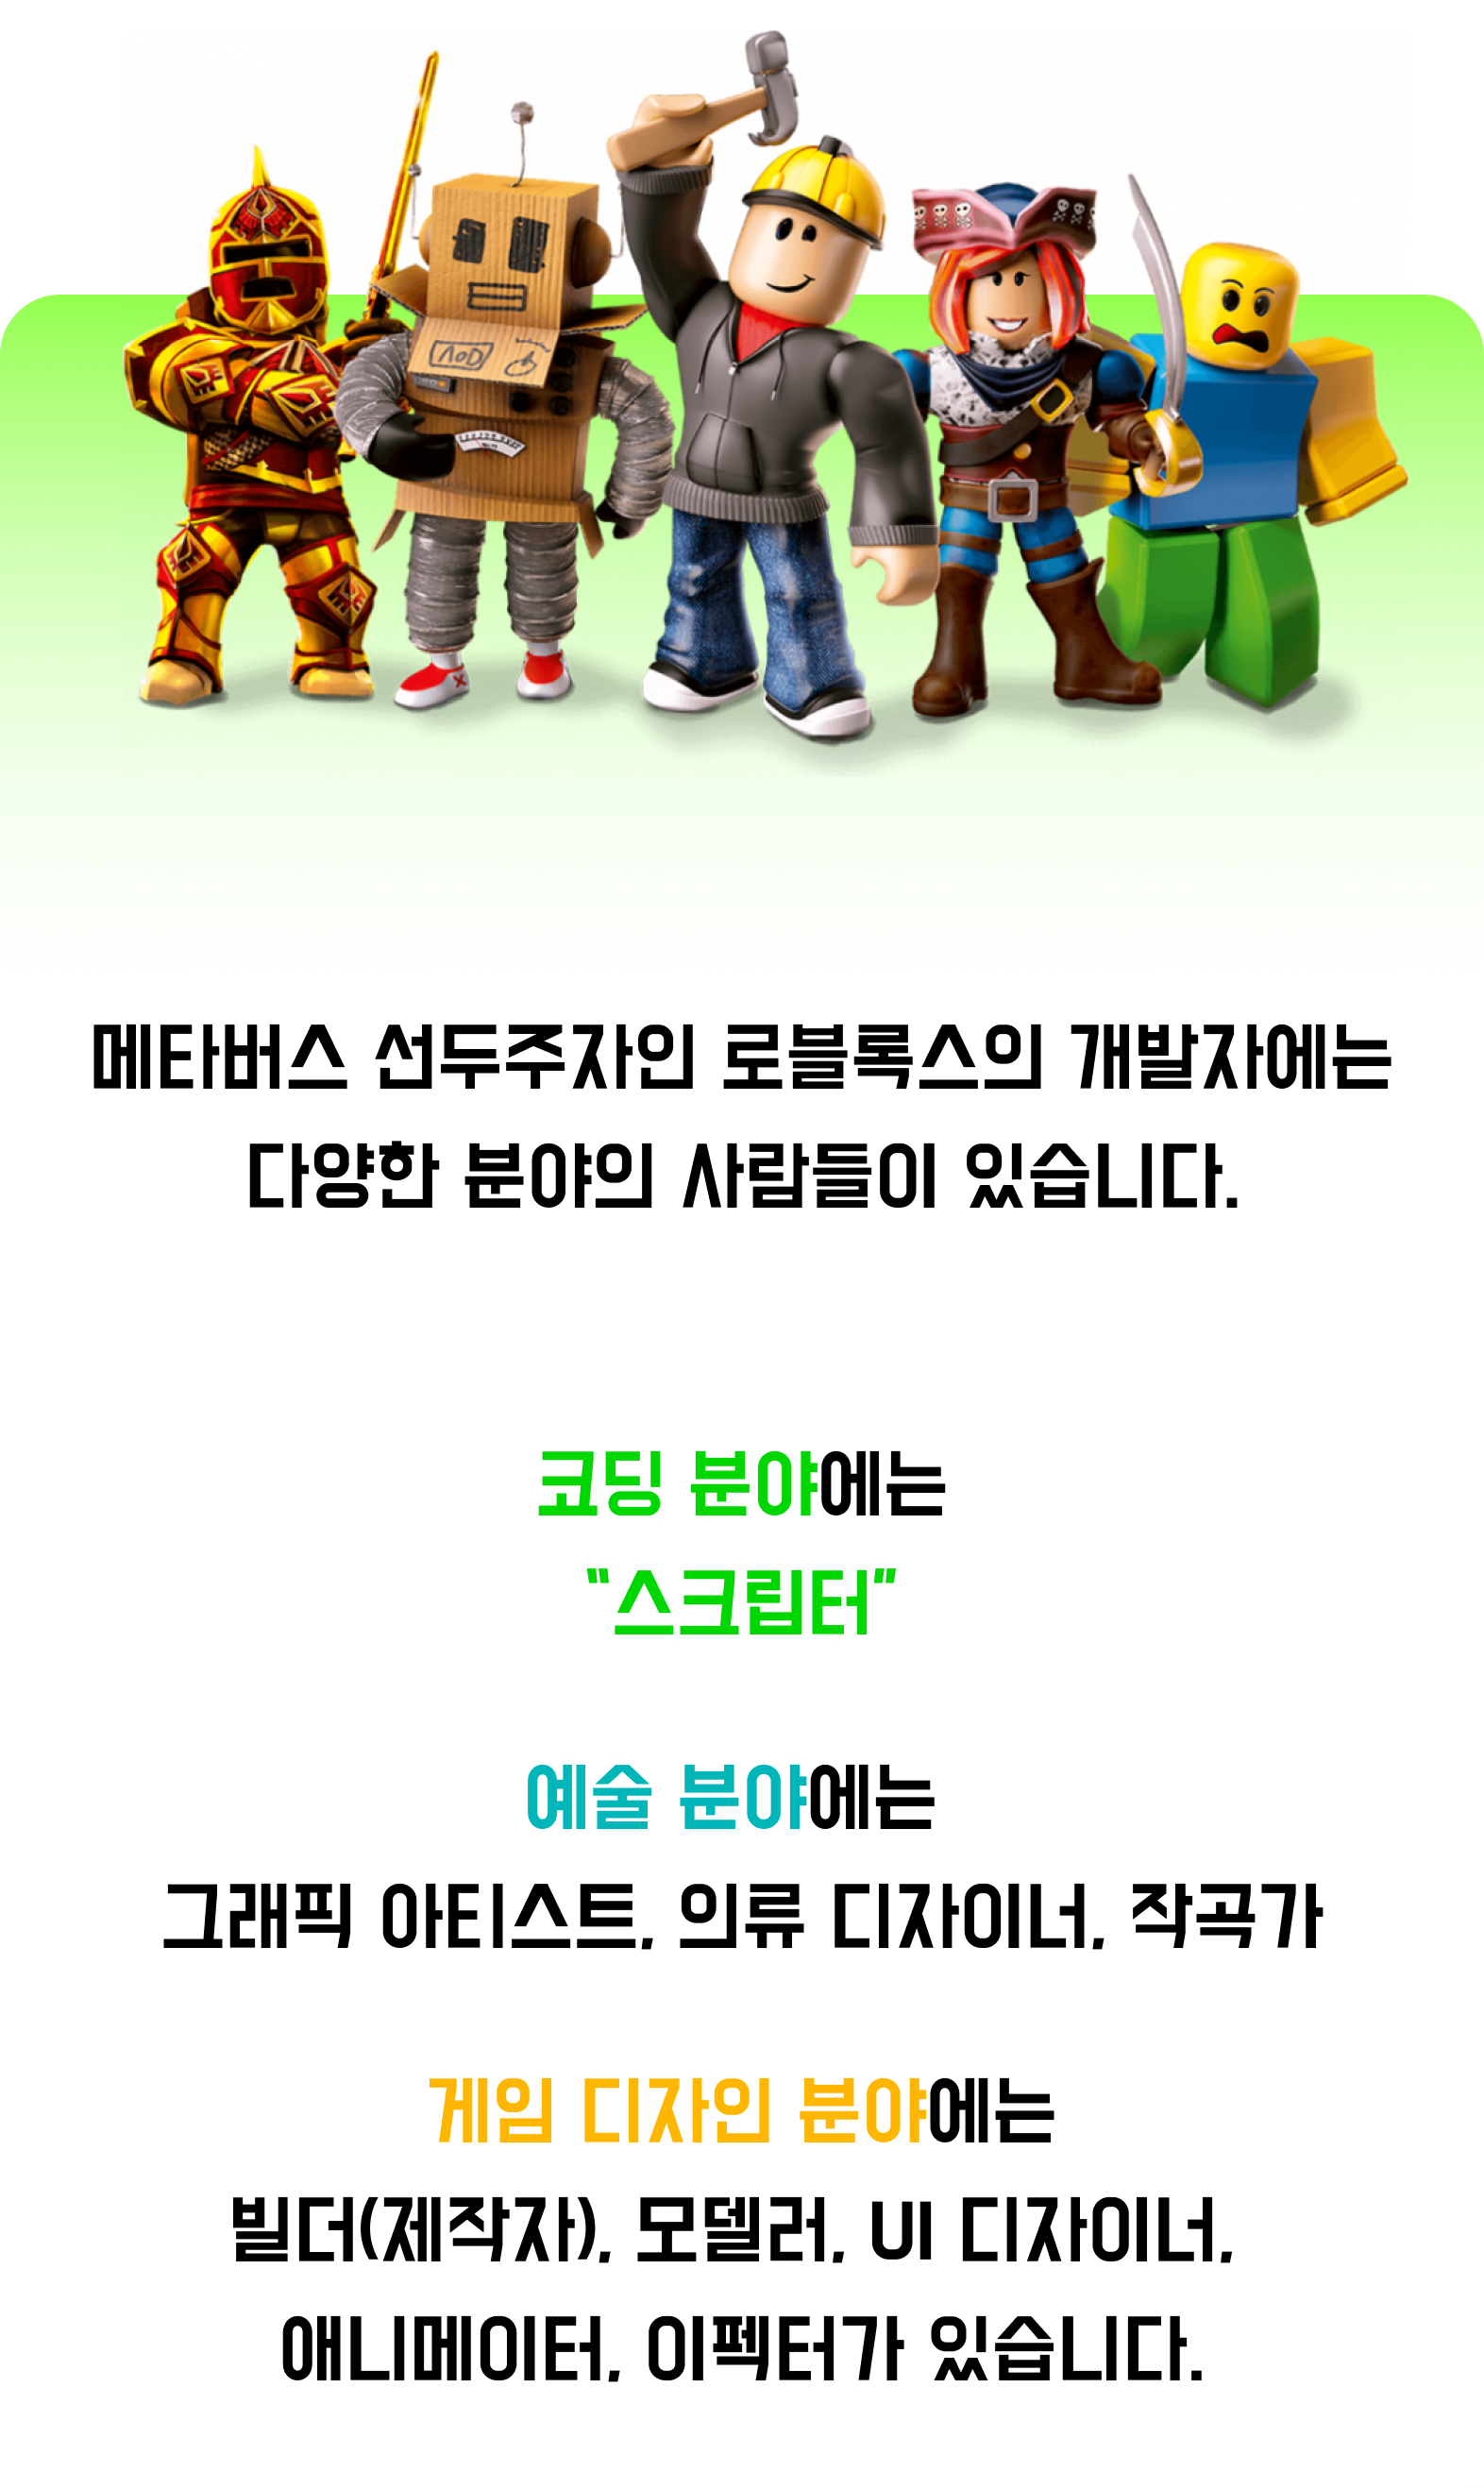 메타버스 선두주자인 로블록스의 개발자에는
다양한 분야의 사람들이 있습니다.
코딩 분야에는
“스크립터”
예술 분야에는
그래픽 아티스트, 의류 디자이너, 작곡가
게임 디자인 분야에는
빌더(제작자), 모델러, UI 디자이너,
애니메이터, 이펙터가 있습니다.